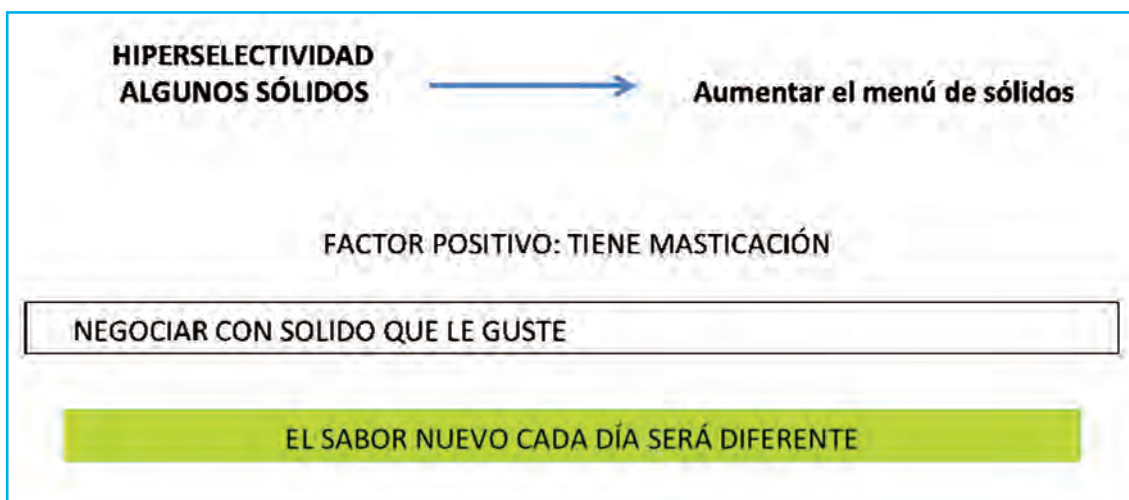 HIPERSELECTIVIDAD
ALGUNOS SÓLIDOS
Aumentar el menú de sólidos
FACTOR POSITIVO: TIENE MASTICACIÓN
NEGOCIAR CON SOLIDO QUE LE GUSTE
EL SABOR NUEVO CADA DÍA SERÁ DIFERENTE